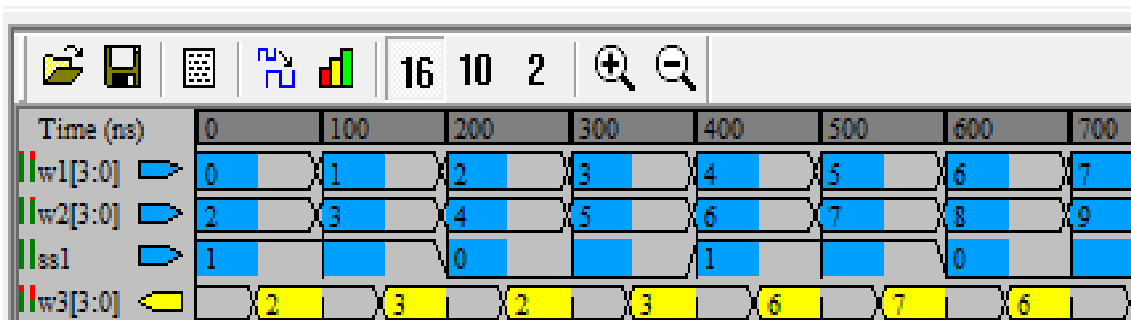 16 10 2
Time (ns) 0 100 200 300 400 500 600 700
w1[3:0] 0 1 2 3 4 5 6 7
w2[3:0] 2 3 4 5 6 7 8 9
ss1 1 0 1 0
w3[3:0] 2 3 2 3 6 7 6